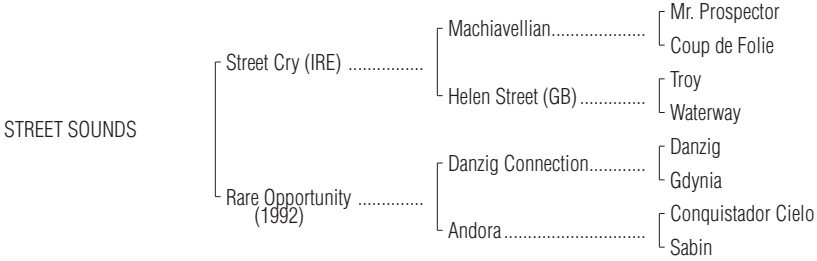 Mr. Prospector
Machiavellian....................
Coup de Folie
Street Cry (IRE) ................
Troy
Helen Street (GB)..............
Waterway
STREET SOUNDS
Danzig
Danzig Connection............
Gdynia
Rare Opportunity ..............
(1992)
Conquistador Cielo
Andora..............................
Sabin